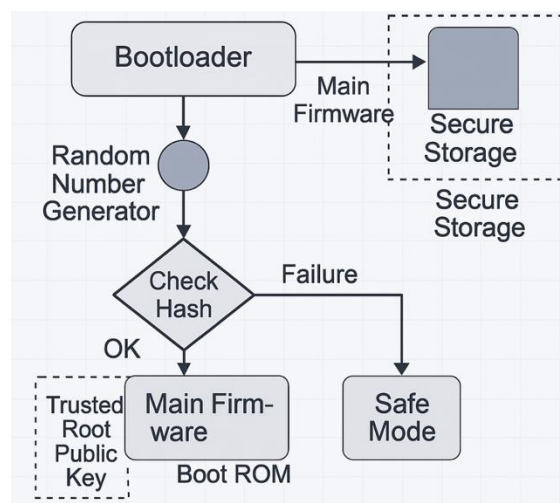 Bootloader
Main
Firmware
Secure
Storage
Secure
Storage
Random
Number
Generator
Check
Hash
Failure
OK
Trusted
Root
Public
Key
Main Firm-
ware
Boot ROM
Safe
Mode